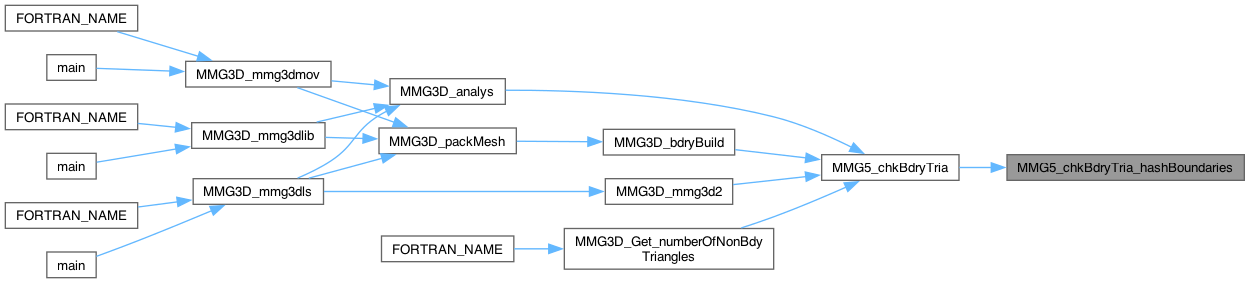 FORTRAN_NAME
main
MMG3D_mmg3dmov
MMG3D_analys
FORTRAN_NAME
MMG3D_mmg3dlib
MMG3D_packMesh
MMG3D_bdryBuild
main
MMG5_chkBdryTria
MMG5_chkBdryTria_hashBoundaries
MMG3D_mmg3dls
MMG3D_mmg3d2
FORTRAN_NAME
FORTRAN_NAME
MMG3D_Get_numberOfNonBdy
Triangles
main